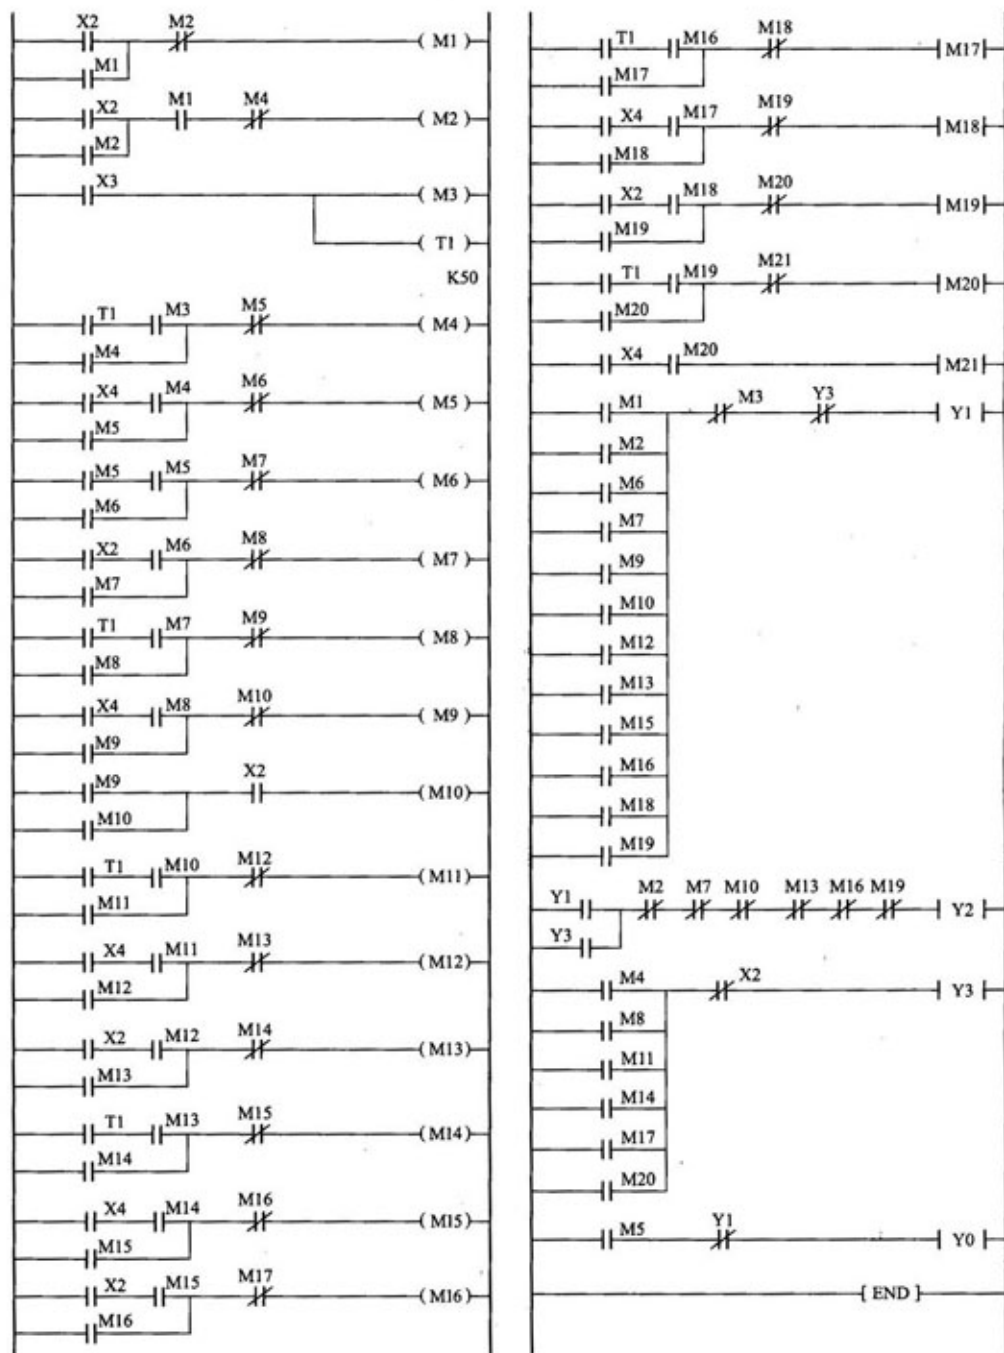 X2 M2
( M1 )
M1
M1 M4
X2
( M2 )
M2
X3
( M3 )
( T1 )
K50
T1 M3 M5
( M4 )
M4
X4 M4 M6
( M5 )
M5
M5 M5 M7
( M6 )
M6
X2 M6 M8
( M7 )
M7
T1 M7 M9
( M8 )
M8
X4 M8 M10
( M9 )
M9
M9 X2
(M10)
M10
T1 M10 M12
(M11)
M11
X4 M11 M13
(M12)
M12
X2 M12 M14
(M13)
M13
T1 M13 M15
(M14)
M14
X4 M14 M16
(M15)
M15
X2 M15 M17
(M16)
M16
T1 M16 M18
M17
M17
X4 M17 M19
M18
M18
X2 M18 M20
M19
M19
T1 M19 M21
M20
M20
X4 M20
M21
M1 M3 Y3
Y1
M2
M6
M7
M9
M10
M12
M13
M15
M16
M18
M19
Y1 M2 M7 M10 M13 M16 M19
Y2
Y3
M4 X2
Y3
M8
M11
M14
M17
M20
M5 Y1
Y0
[ END ]